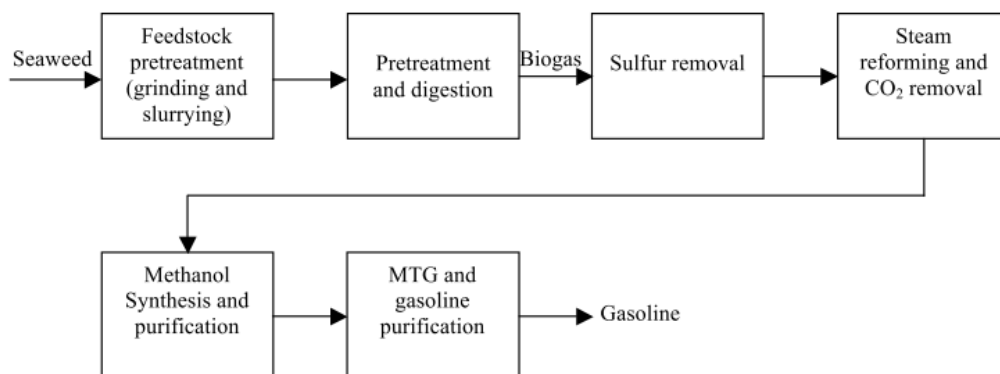 Seaweed
Feedstock
pretreatment
(grinding and
slurrying)
Pretreatment
and digestion
Biogas
Sulfur removal
Steam
reforming and
CO₂ removal
Methanol
Synthesis and
purification
MTG and
gasoline
purification
Gasoline